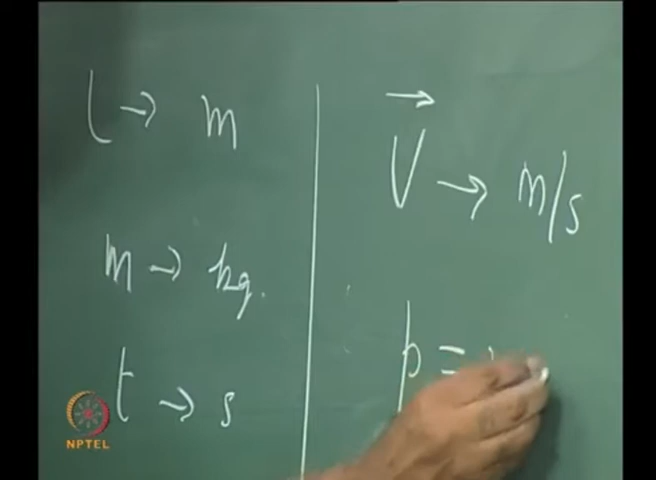 l → m
m → kg.
t → s
V⃗ → m/s
p =
NPTEL